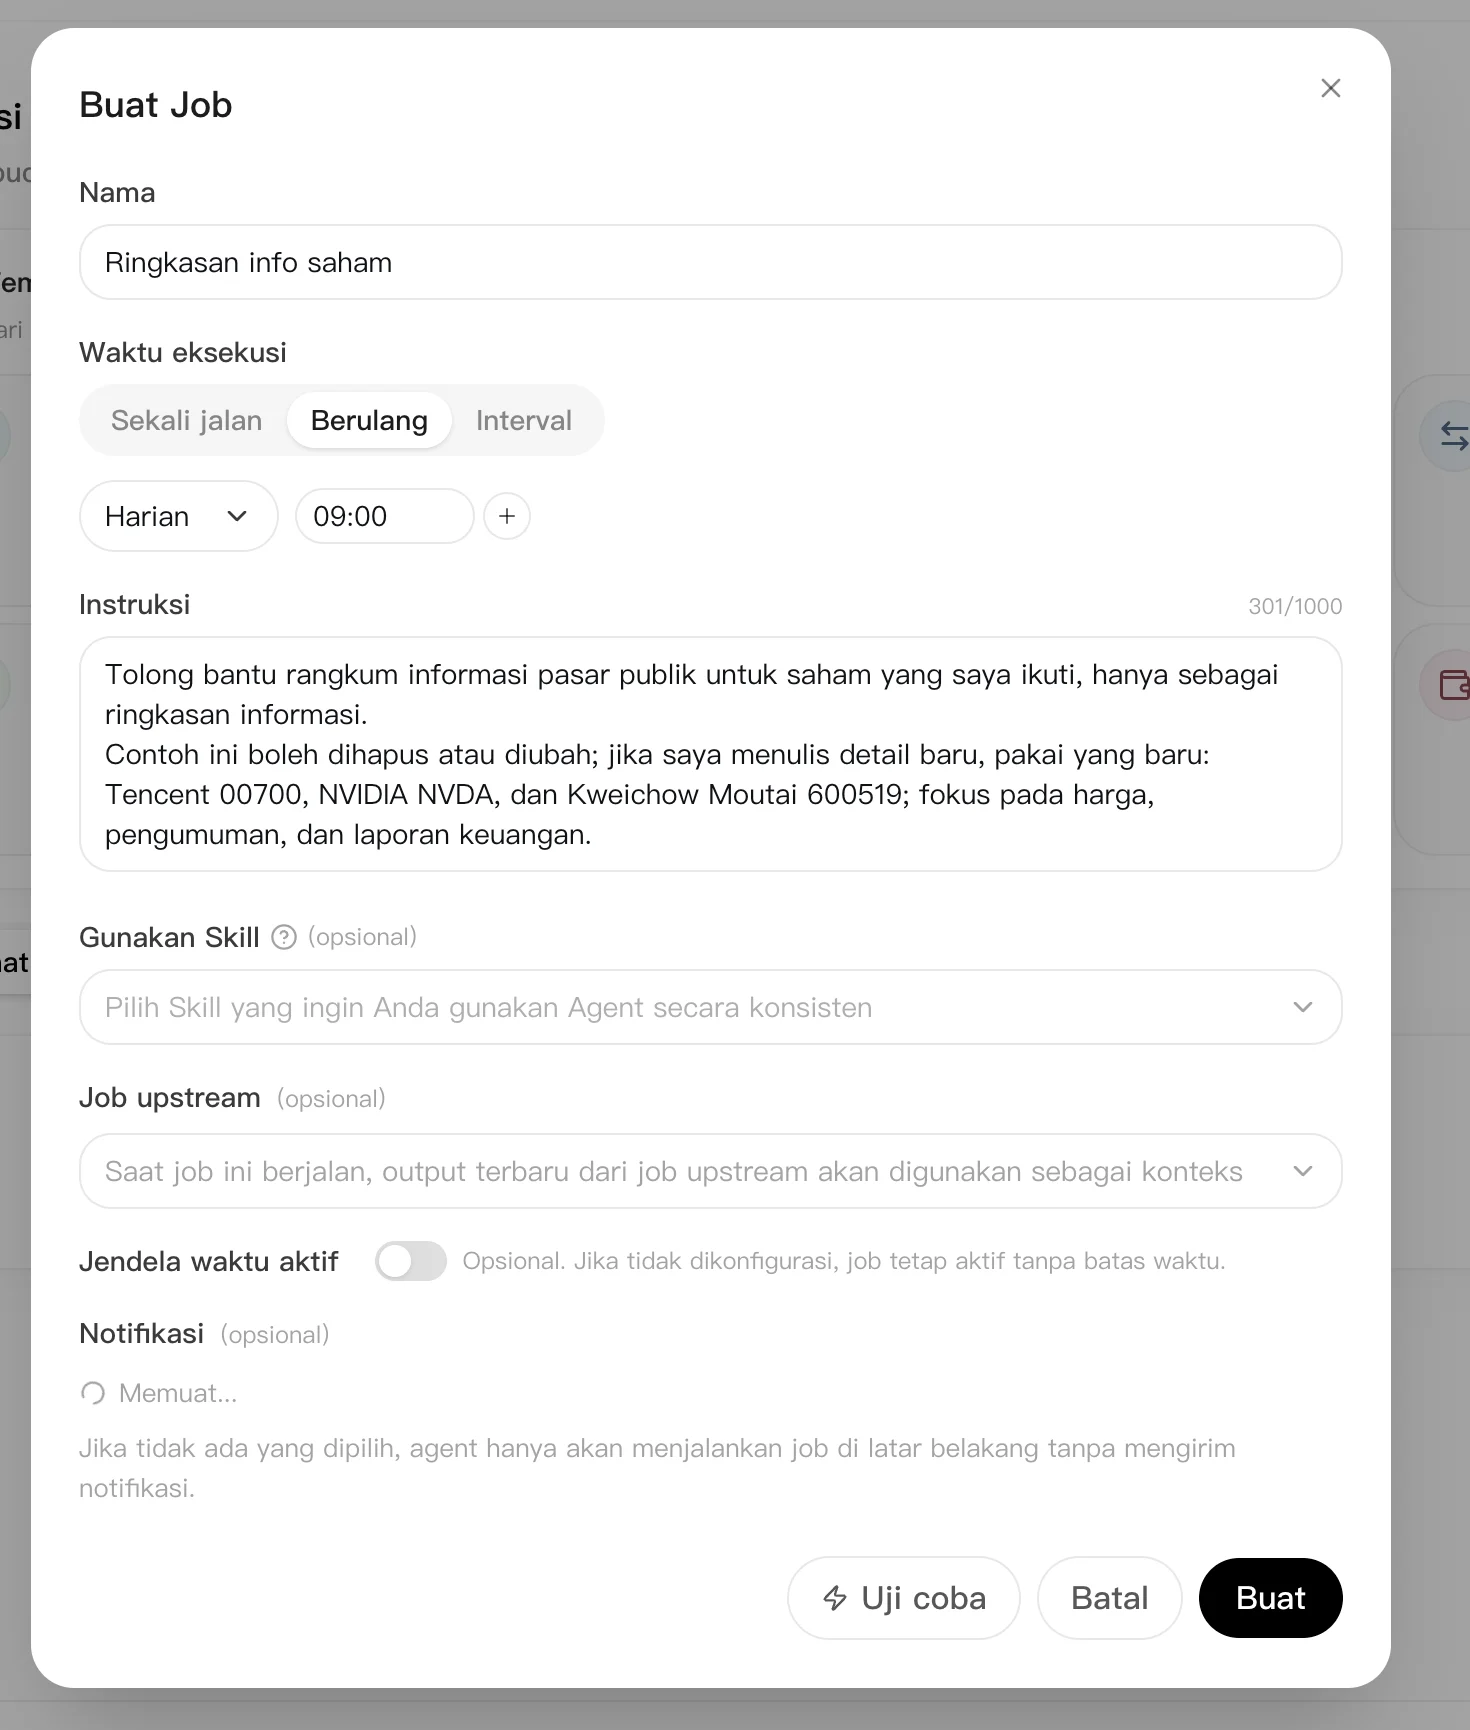 Buat Job
Nama
Ringkasan info saham
Waktu eksekusi
Sekali jalan Berulang Interval
Harian 09:00
Instruksi 301/1000
Tolong bantu rangkum informasi pasar publik untuk saham yang saya ikuti, hanya sebagai
ringkasan informasi.
Contoh ini boleh dihapus atau diubah; jika saya menulis detail baru, pakai yang baru:
Tencent 00700, NVIDIA NVDA, dan Kweichow Moutai 600519; fokus pada harga,
pengumuman, dan laporan keuangan.
Gunakan Skill (opsional)
Pilih Skill yang ingin Anda gunakan Agent secara konsisten
Job upstream (opsional)
Saat job ini berjalan, output terbaru dari job upstream akan digunakan sebagai konteks
Jendela waktu aktif Opsional. Jika tidak dikonfigurasi, job tetap aktif tanpa batas waktu.
Notifikasi (opsional)
Memuat...
Jika tidak ada yang dipilih, agent hanya akan menjalankan job di latar belakang tanpa mengirim
notifikasi.
Uji coba Batal Buat